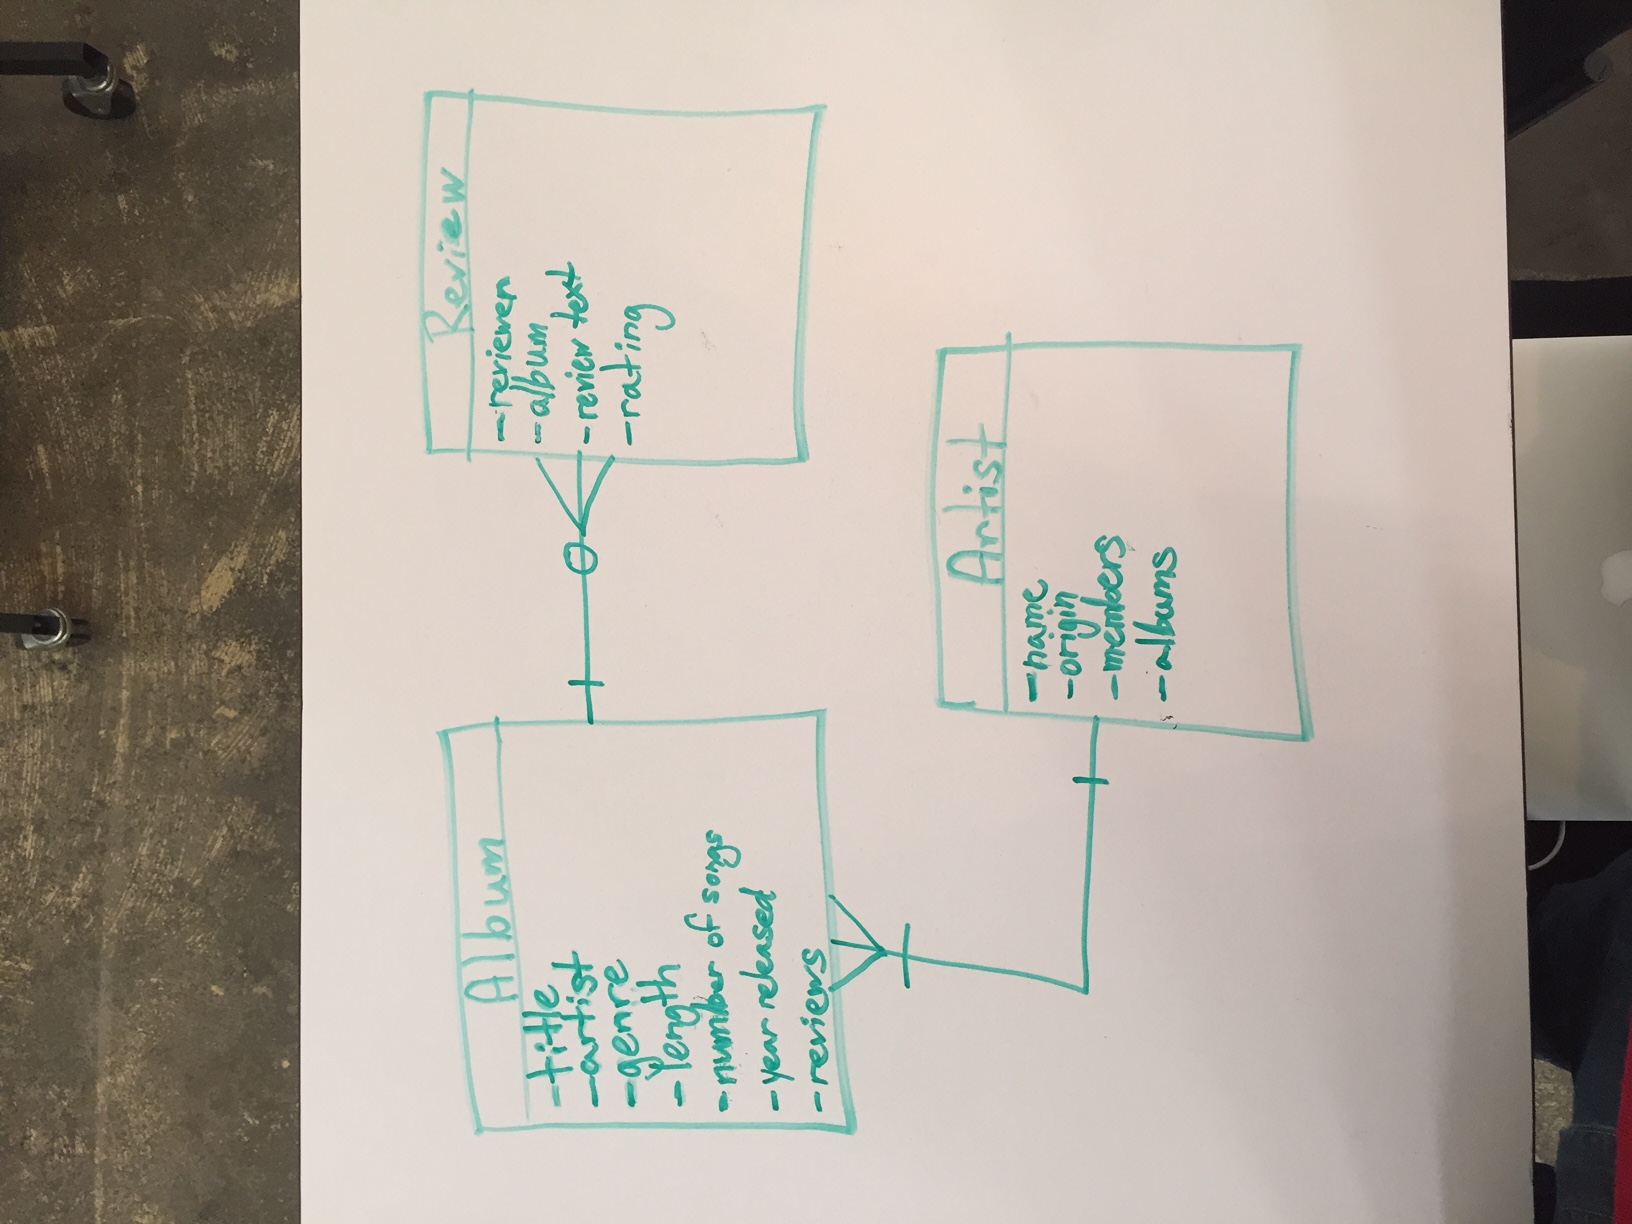 Album
-title
-artist
-genre
-length
-number of songs
-year released
-reviews
Review
-reviewer
-album
-review text
-rating
Artist
-name
-origin
-members
-albums